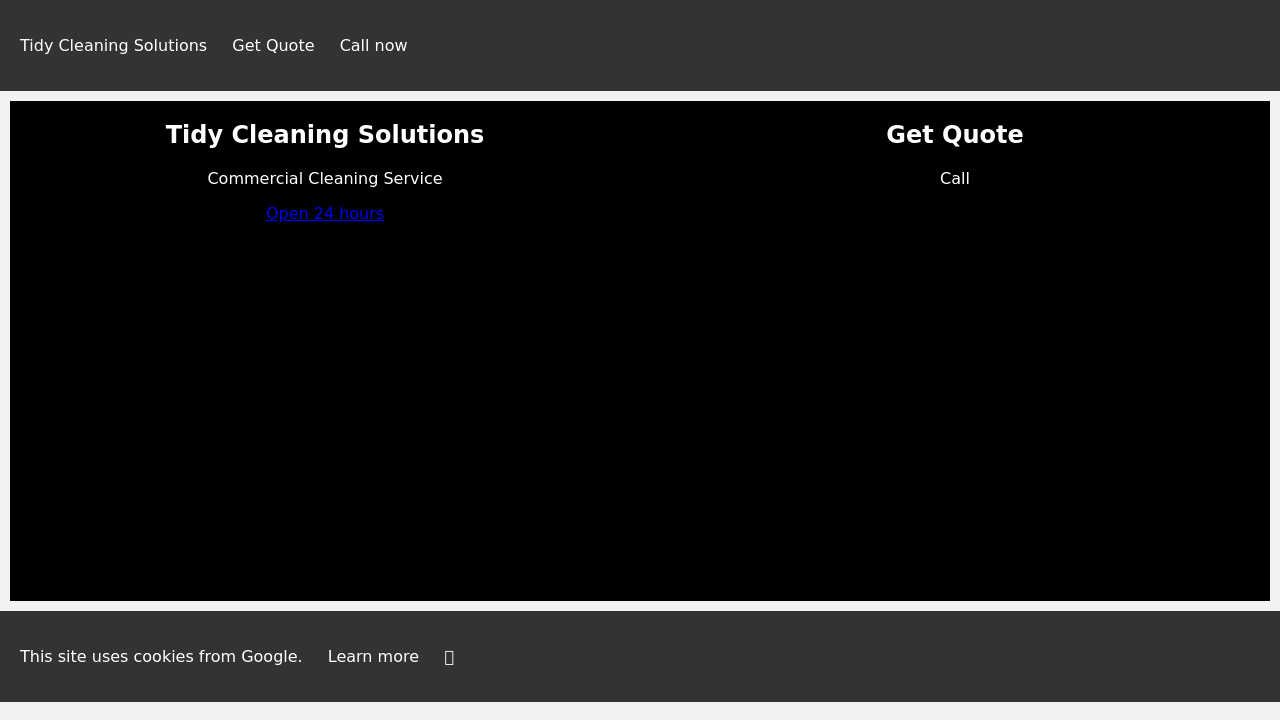 Tidy Cleaning Solutions Get Quote Call now
Tidy Cleaning Solutions
Commercial Cleaning Service
Open 24 hours
Get Quote
Call
This site uses cookies from Google. Learn more